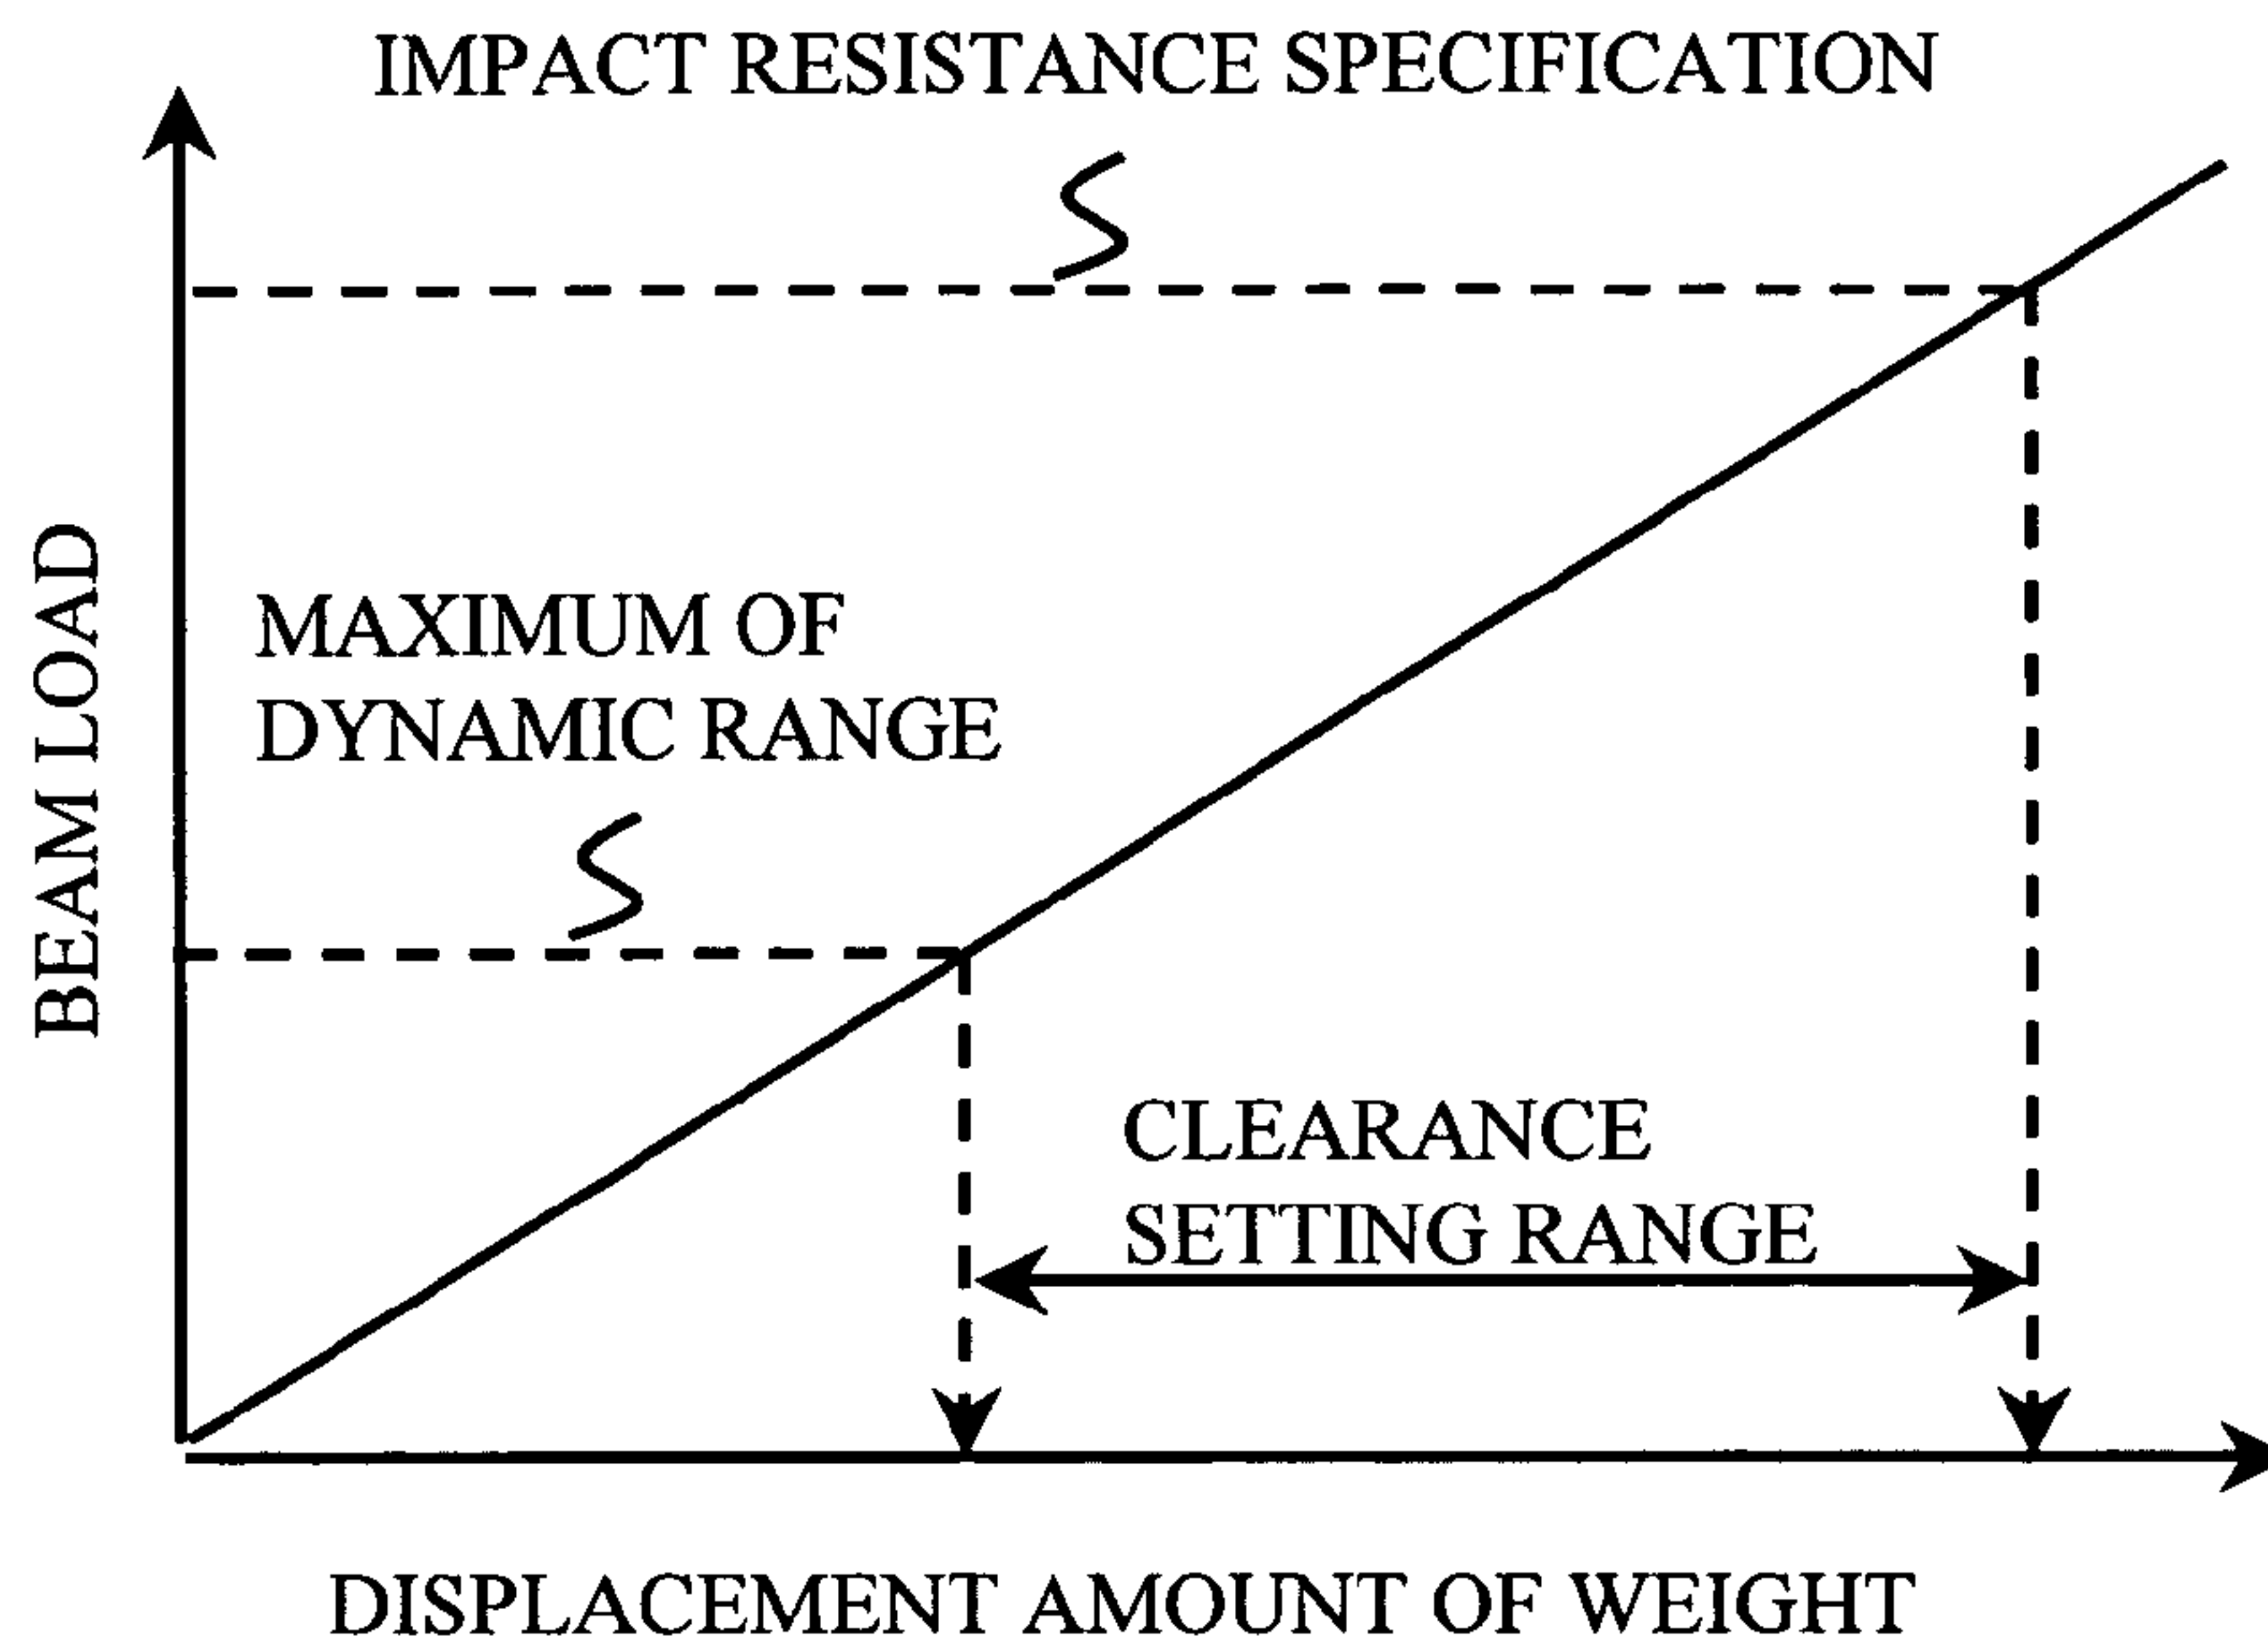 IMPACT RESISTANCE SPECIFICATION
BEAM LOAD
MAXIMUM OF
DYNAMIC RANGE
CLEARANCE
SETTING RANGE
DISPLACEMENT AMOUNT OF WEIGHT